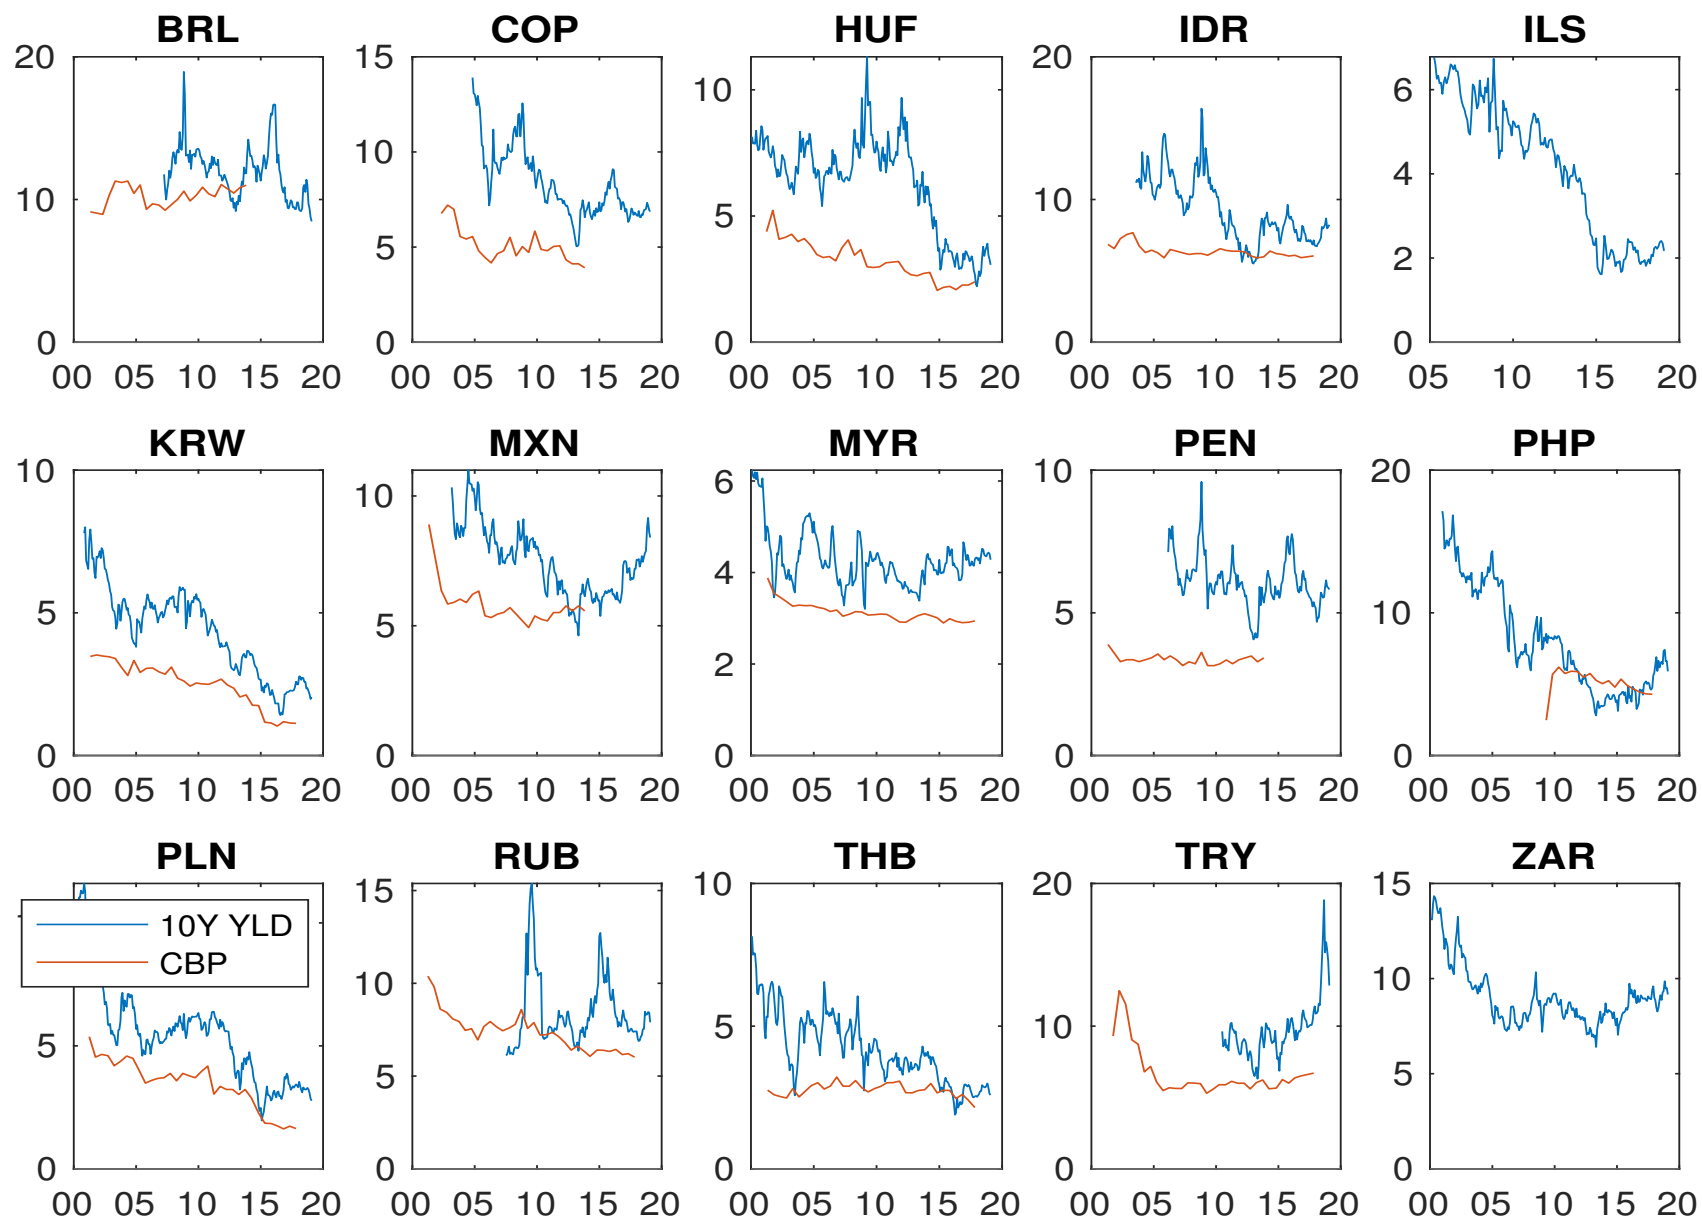 BRL COP HUF IDR ILS
20 15 10 20 6
10 10 5 10 4
5 2
0 0 0 0 0
00 05 10 15 20 00 05 10 15 20 00 05 10 15 20 00 05 10 15 20 05 10 15 20
KRW MXN MYR PEN PHP
10 10 6 10 20
5 5 4 5 10
2
0 0 0 0 0
00 05 10 15 20 00 05 10 15 20 00 05 10 15 20 00 05 10 15 20 00 05 10 15 20
PLN RUB THB TRY ZAR
15 10 20 15
10Y YLD
CBP
10 10
5 5 5 10 5
0 0 0 0 0
00 05 10 15 20 00 05 10 15 20 00 05 10 15 20 00 05 10 15 20 00 05 10 15 20